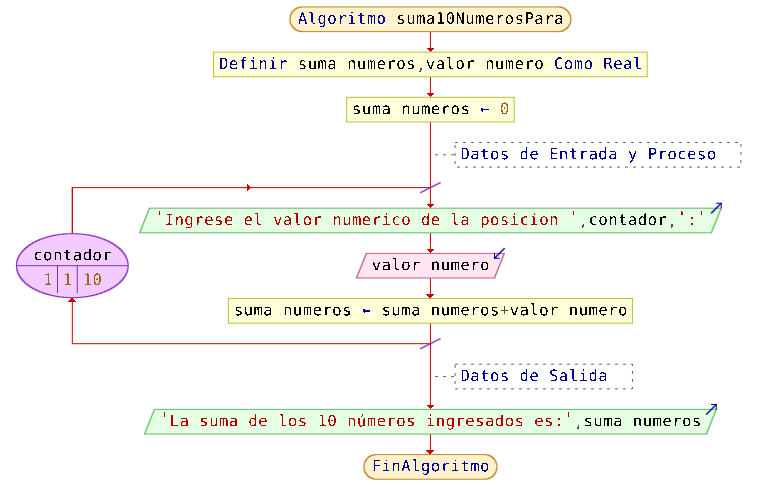 Algoritmo suma10NumerosPara
Definir suma numeros,valor numero Como Real
suma numeros ← 0
Datos de Entrada y Proceso
'Ingrese el valor numerico de la posicion ',contador,':'
contador
1 1 10
valor numero
suma numeros ← suma numeros+valor numero
Datos de Salida
'La suma de los 10 números ingresados es:',suma numeros
FinAlgoritmo